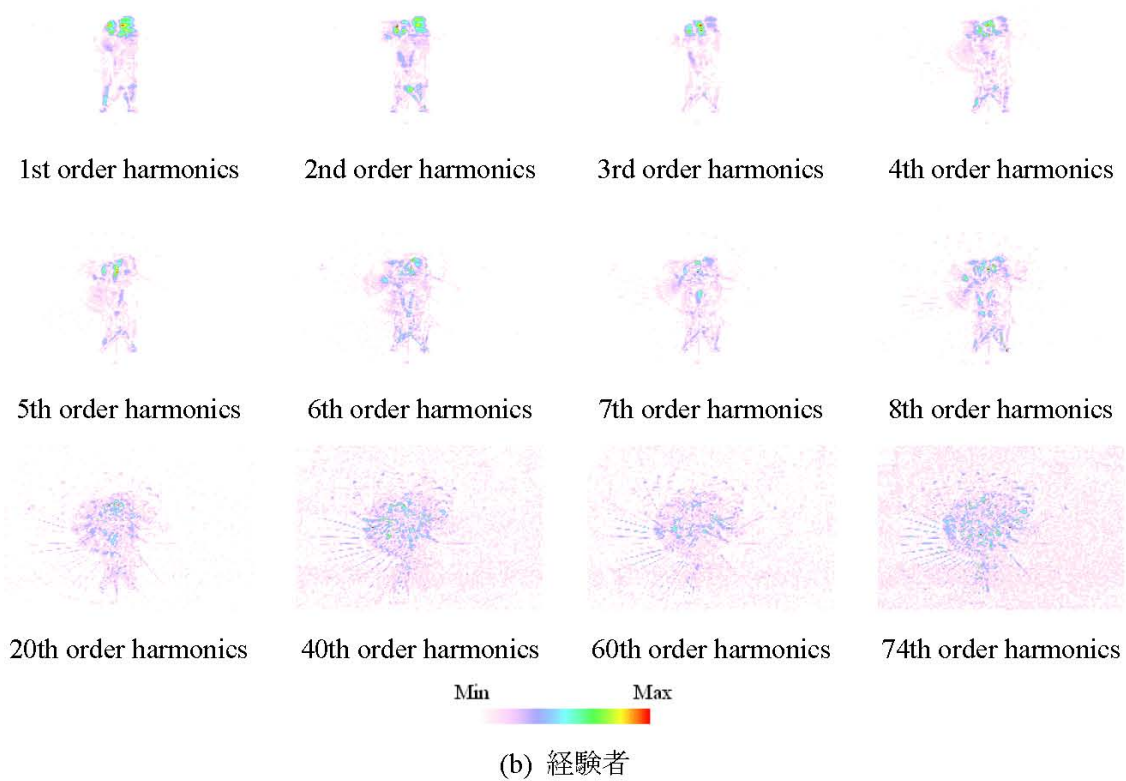 1st order harmonics 2nd order harmonics 3rd order harmonics 4th order harmonics
5th order harmonics 6th order harmonics 7th order harmonics 8th order harmonics
20th order harmonics 40th order harmonics 60th order harmonics 74th order harmonics
Min Max
(b) 経験者